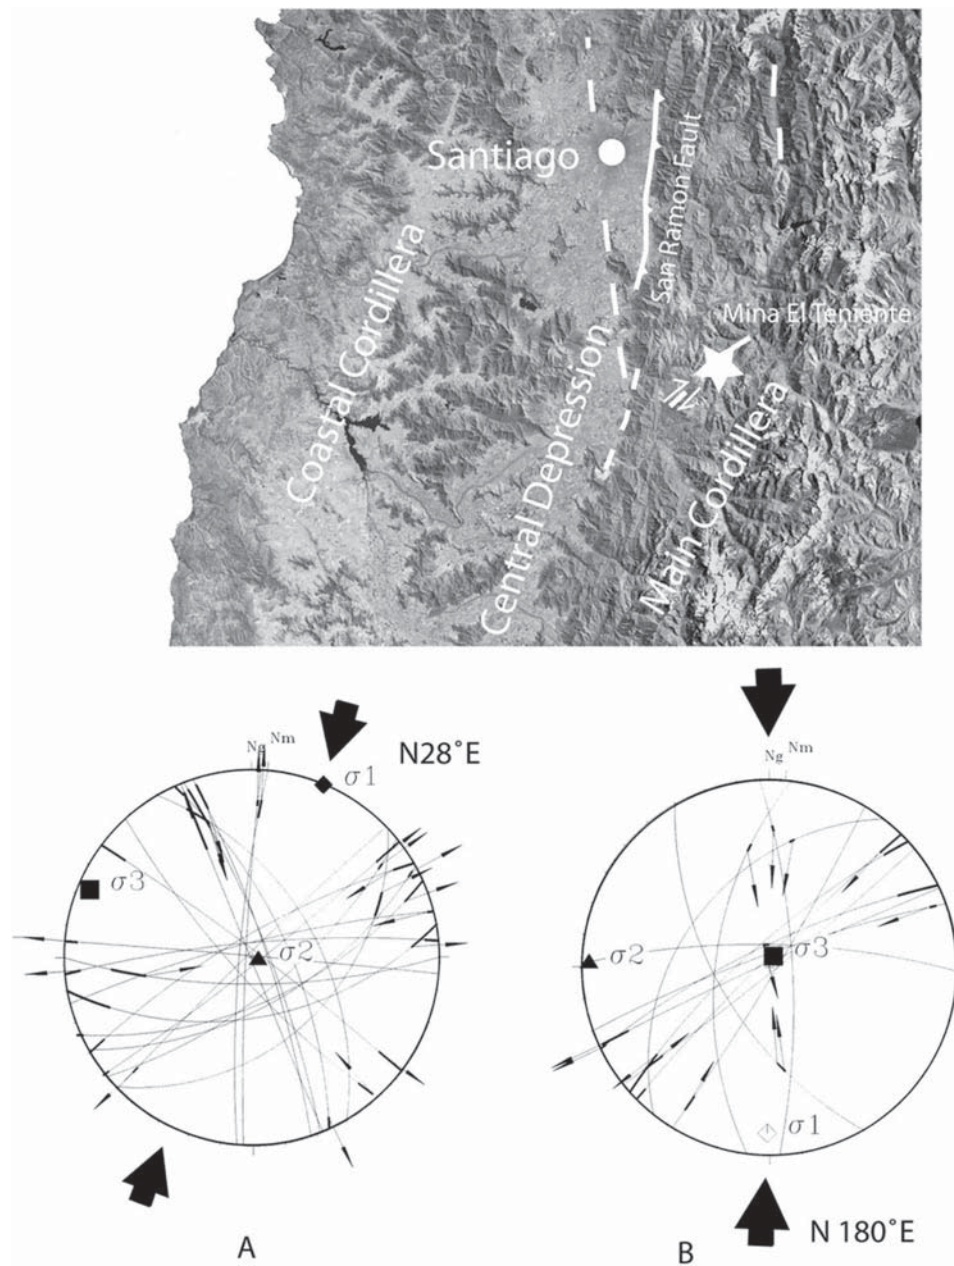 Santiago
San Ramon Fault
Coastal Cordillera
Mina El Teniente
Central Depression
Main Cordillera
Ng Nm
N28°E
σ1
σ3
σ2
A
Ng Nm
σ2
σ3
σ1
N 180°E
B